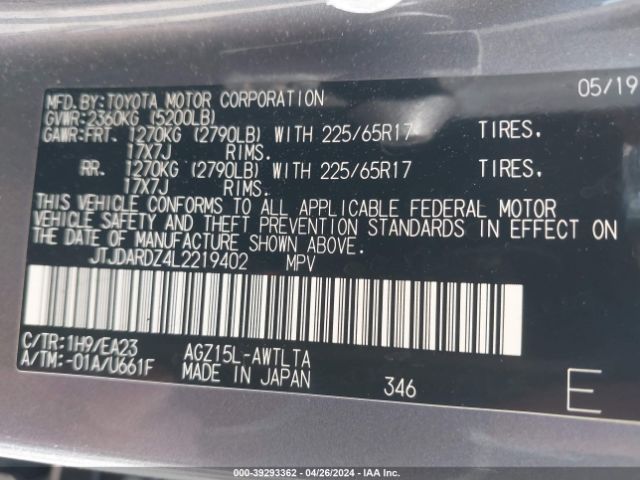 MFD. BY: TOYOTA MOTOR CORPORATION 05/19
GVWR: 2360KG (5200LB)
GAWR: FRT. 1270KG (2790LB) WITH 225/65R17 TIRES,
17X7J RIMS.
RR. 1270KG (2790LB) WITH 225/65R17 TIRES,
17X7J RIMS.
THIS VEHICLE CONFORMS TO ALL APPLICABLE FEDERAL MOTOR
VEHICLE SAFETY AND THEFT PREVENTION STANDARDS IN EFFECT ON
THE DATE OF MANUFACTURE SHOWN ABOVE.
JTJDARDZ4L2219402 MPV
C/TR: 1H9/EA23 AGZ15L-AWTLTA
A/TM: -01A/U661F MADE IN JAPAN 346 E
000-39293362 - 04/26/2024 - IAA Inc.